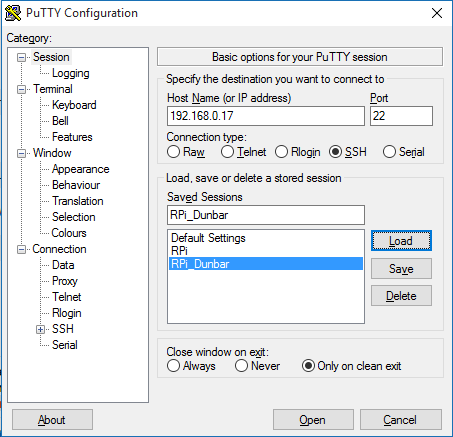 PuTTY Configuration
Category:
Session
Logging
Terminal
Keyboard
Bell
Features
Window
Appearance
Behaviour
Translation
Selection
Colours
Connection
Data
Proxy
Telnet
Rlogin
SSH
Serial
Basic options for your PuTTY session
Specify the destination you want to connect to
Host Name (or IP address) Port
192.168.0.17 22
Connection type:
Raw Telnet Rlogin SSH Serial
Load, save or delete a stored session
Saved Sessions
RPi_Dunbar
Default Settings
RPi
RPi_Dunbar
Load
Save
Delete
Close window on exit:
Always Never Only on clean exit
About Open Cancel